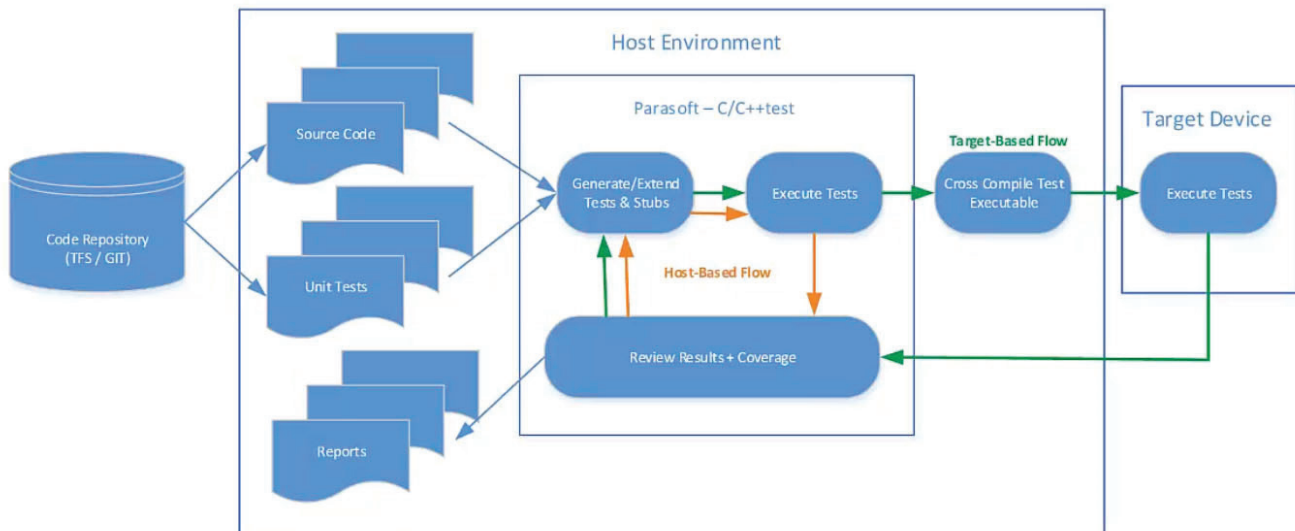 Host Environment
Parasoft – C/C++test
Target Device
Source Code
Target-Based Flow
Generate/Extend
Tests & Stubs
Execute Tests
Cross Compile Test
Executable
Execute Tests
Code Repository
(TFS / GIT)
Host-Based Flow
Unit Tests
Review Results + Coverage
Reports